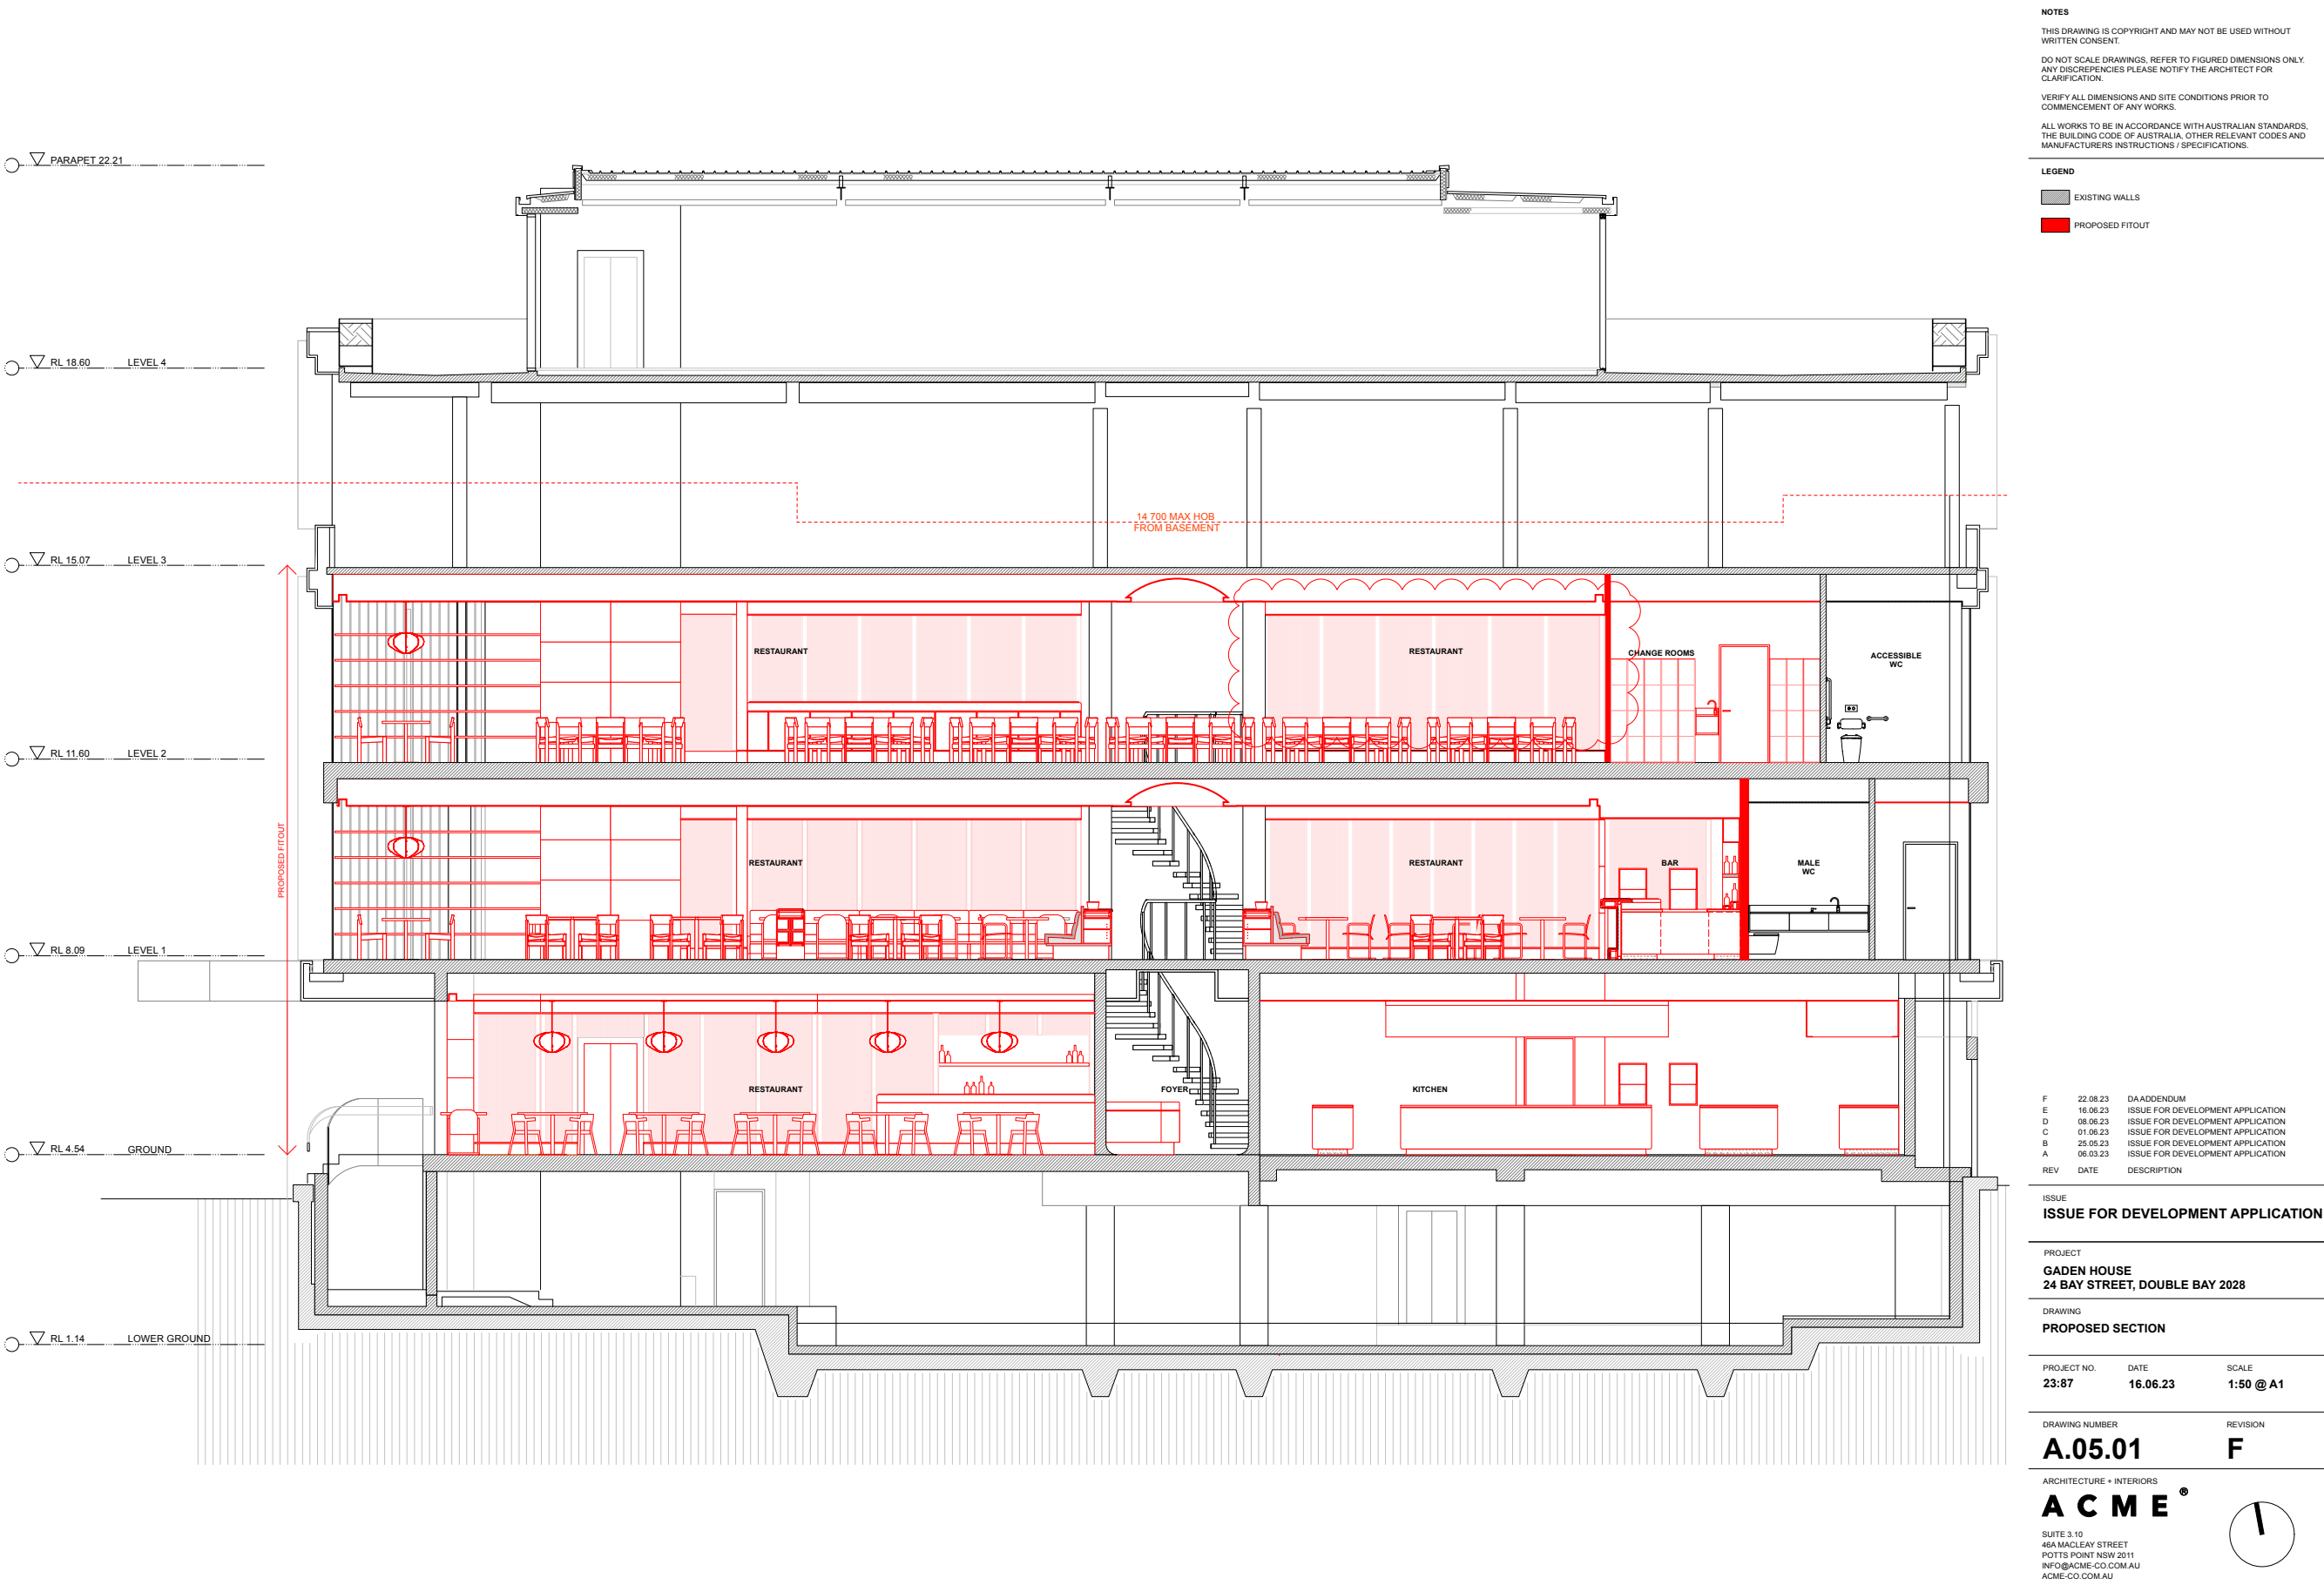 NOTES
THIS DRAWING IS COPYRIGHT AND MAY NOT BE USED WITHOUT
WRITTEN CONSENT.
DO NOT SCALE DRAWINGS, REFER TO FIGURED DIMENSIONS ONLY.
ANY DISCREPENCIES PLEASE NOTIFY THE ARCHITECT FOR
CLARIFICATION.
VERIFY ALL DIMENSIONS AND SITE CONDITIONS PRIOR TO
COMMENCEMENT OF ANY WORKS.
ALL WORKS TO BE IN ACCORDANCE WITH AUSTRALIAN STANDARDS,
THE BUILDING CODE OF AUSTRALIA, OTHER RELEVANT CODES AND
MANUFACTURERS INSTRUCTIONS / SPECIFICATIONS.
LEGEND
EXISTING WALLS
PROPOSED FITOUT
PARAPET 22.21
RL 18.60 LEVEL 4
14 700 MAX HOB
FROM BASEMENT
RL 15.07 LEVEL 3
RESTAURANT
RESTAURANT
CHANGE ROOMS
ACCESSIBLE
WC
RL 11.60 LEVEL 2
PROPOSED FITOUT
RESTAURANT
RESTAURANT
BAR
MALE
WC
RL 8.09 LEVEL 1
RESTAURANT
FOYER
KITCHEN
RL 4.54 GROUND
RL 1.14 LOWER GROUND
F 22.08.23 DA ADDENDUM
E 16.06.23 ISSUE FOR DEVELOPMENT APPLICATION
D 08.06.23 ISSUE FOR DEVELOPMENT APPLICATION
C 01.06.23 ISSUE FOR DEVELOPMENT APPLICATION
B 25.05.23 ISSUE FOR DEVELOPMENT APPLICATION
A 06.03.23 ISSUE FOR DEVELOPMENT APPLICATION
REV DATE DESCRIPTION
ISSUE
ISSUE FOR DEVELOPMENT APPLICATION
PROJECT
GADEN HOUSE
24 BAY STREET, DOUBLE BAY 2028
DRAWING
PROPOSED SECTION
PROJECT NO. DATE SCALE
23:87 16.06.23 1:50 @ A1
DRAWING NUMBER REVISION
A.05.01 F
ARCHITECTURE + INTERIORS
ACME ®
SUITE 3.10
46A MACLEAY STREET
POTTS POINT NSW 2011
INFO@ACME-CO.COM.AU
ACME-CO.COM.AU